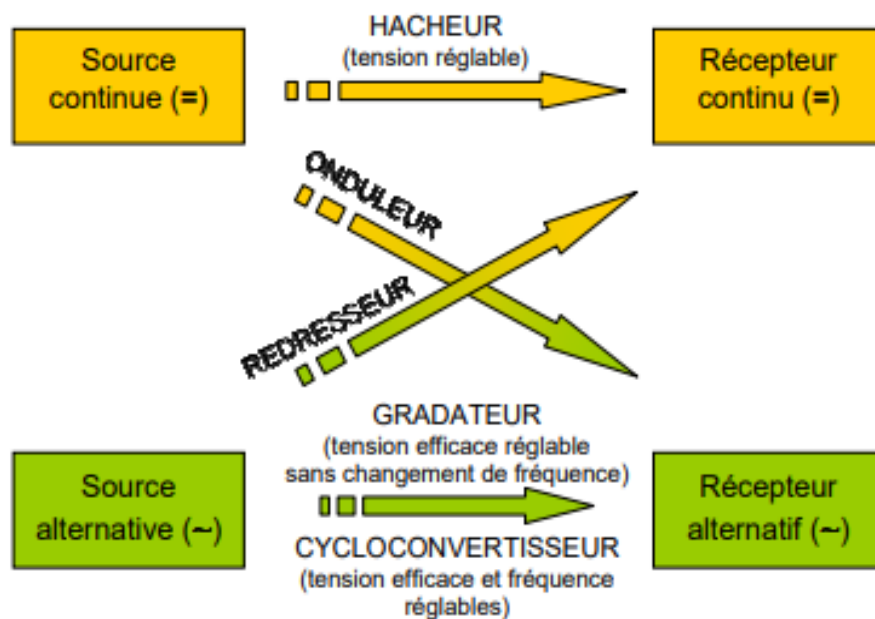 HACHEUR
(tension réglable)
Source
continue (=)
Récepteur
continu (=)
ONDULEUR
REDRESSEUR
GRADATEUR
(tension efficace réglable
sans changement de fréquence)
Source
alternative (~)
Récepteur
alternatif (~)
CYCLOCONVERTISSEUR
(tension efficace et fréquence
réglables)